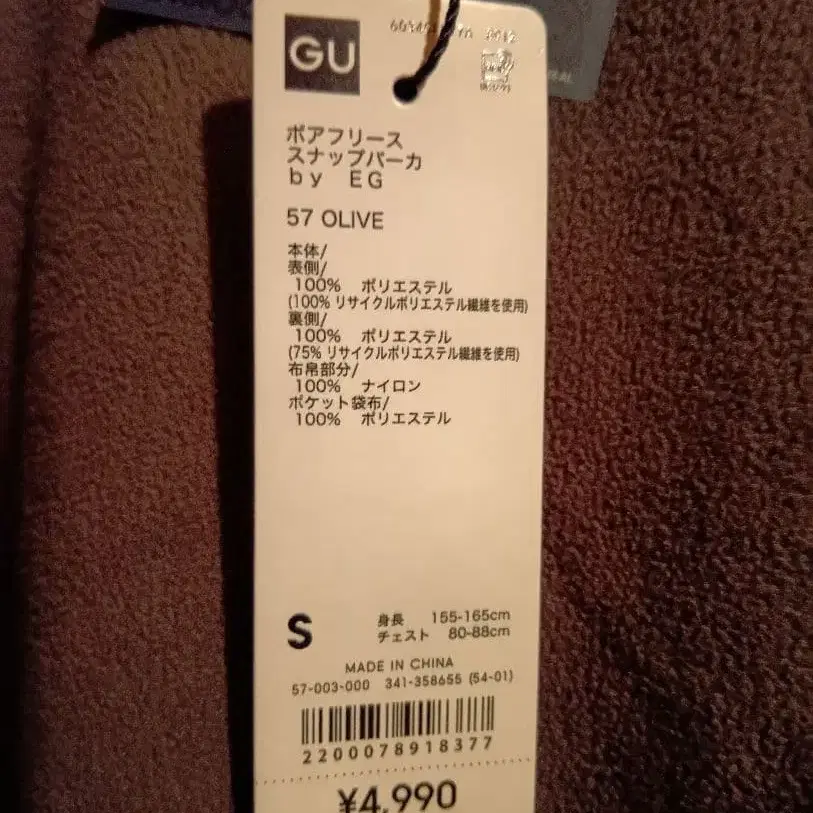 GU
ボアフリース
スナップパーカ
by EG
57 OLIVE
本体/
表側/
100% ポリエステル
(100% リサイクルポリエステル繊維を使用)
裏側/
100% ポリエステル
(75% リサイクルポリエステル繊維を使用)
布帛部分/
100% ナイロン
ポケット袋布/
100% ポリエステル
S 身長 155-165cm
チェスト 80-88cm
MADE IN CHINA
57-003-000 341-358655 (54-01)
2200078918377
¥4,990